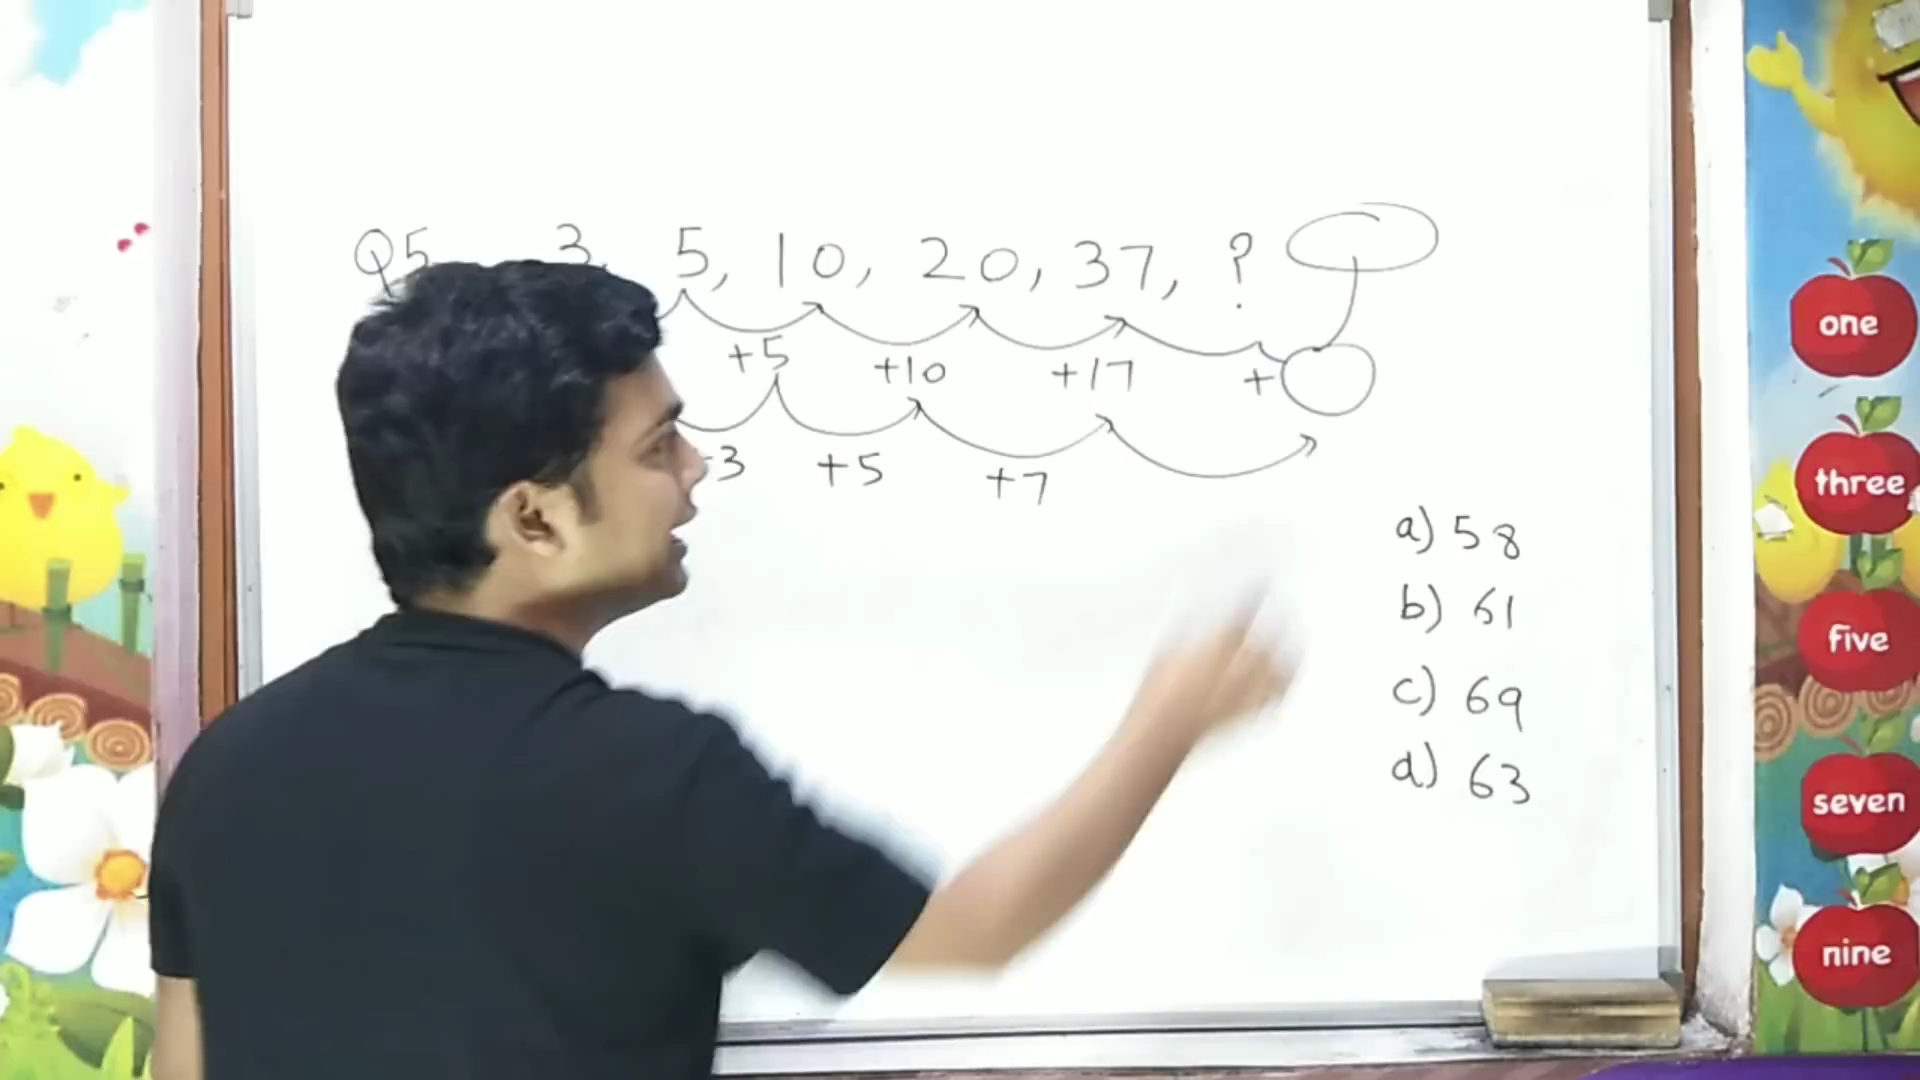 Q5 3, 5, 10, 20, 37, ?
+5 +10 +17 +
+3 +5 +7
a) 58
b) 61
c) 69
d) 63
one
three
five
seven
nine